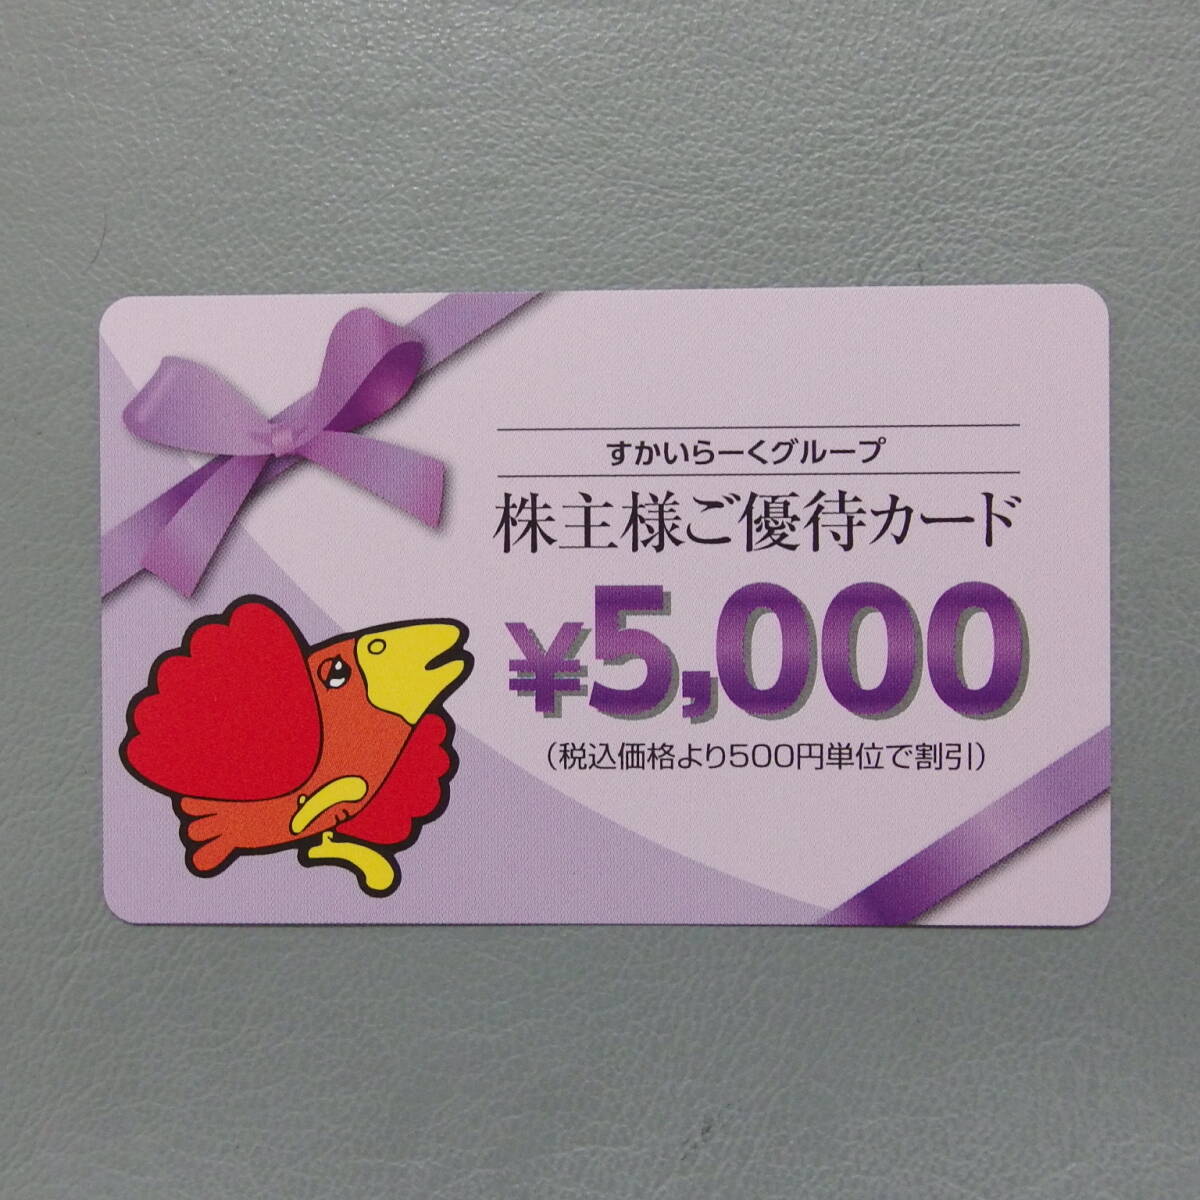 すかいらーくグループ
株主様ご優待カード
¥5,000
（税込価格より500円単位で割引）